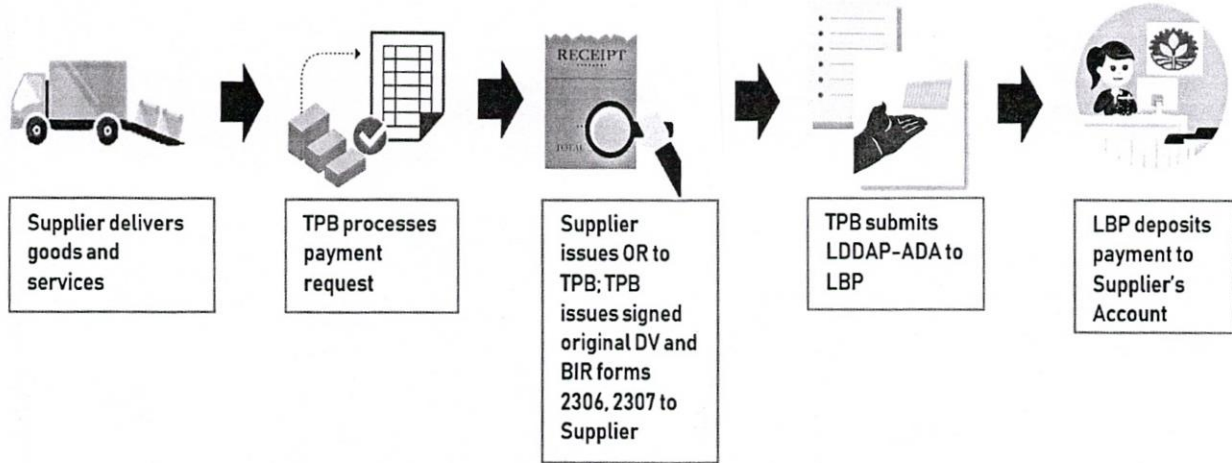 RECEIPT
TOTAL
Supplier delivers
goods and
services
TPB processes
payment
request
Supplier
issues OR to
TPB; TPB
issues signed
original DV and
BIR forms
2306, 2307 to
Supplier
TPB submits
LDDAP-ADA to
LBP
LBP deposits
payment to
Supplier's
Account